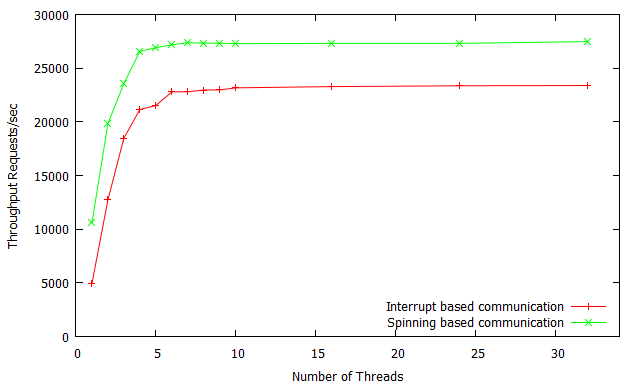 30000
25000
20000
15000
10000
5000
0
Throughput Requests/sec
Interrupt based communication
Spinning based communication
0 5 10 15 20 25 30
Number of Threads